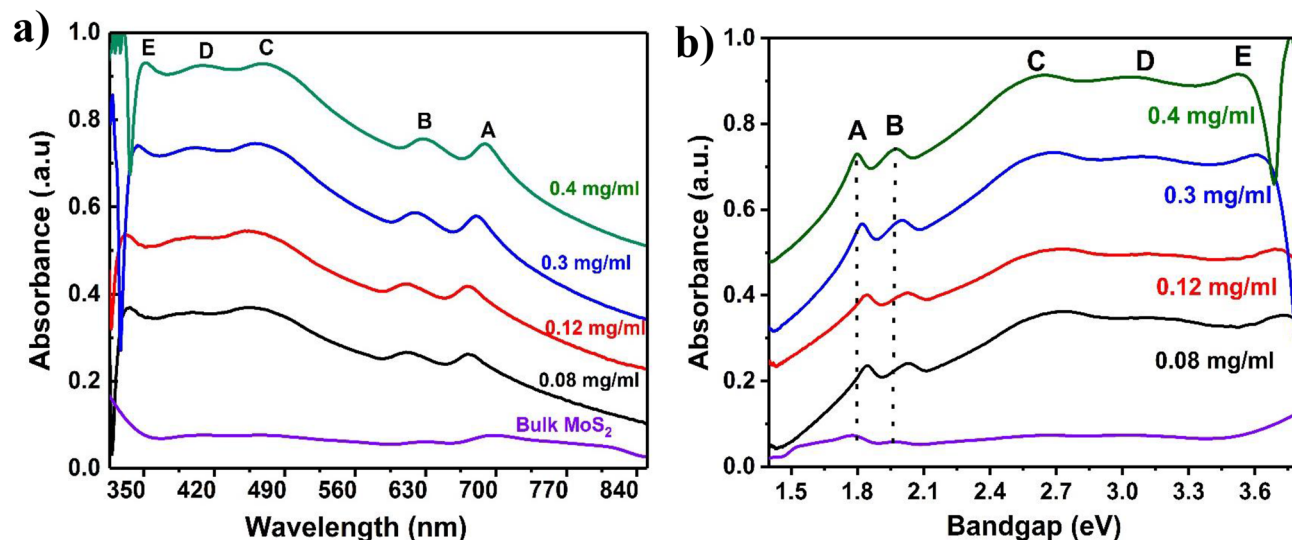 a)
1.0
0.8
0.6
0.4
0.2
0.0
Absorbance (.a.u)
E D C B A
0.4 mg/ml
0.3 mg/ml
0.12 mg/ml
0.08 mg/ml
Bulk MoS₂
350 420 490 560 630 700 770 840
Wavelength (nm)
b)
1.0
0.8
0.6
0.4
0.2
0.0
Absorbance (a.u.)
A B C D E
0.4 mg/ml
0.3 mg/ml
0.12 mg/ml
0.08 mg/ml
1.5 1.8 2.1 2.4 2.7 3.0 3.3 3.6
Bandgap (eV)